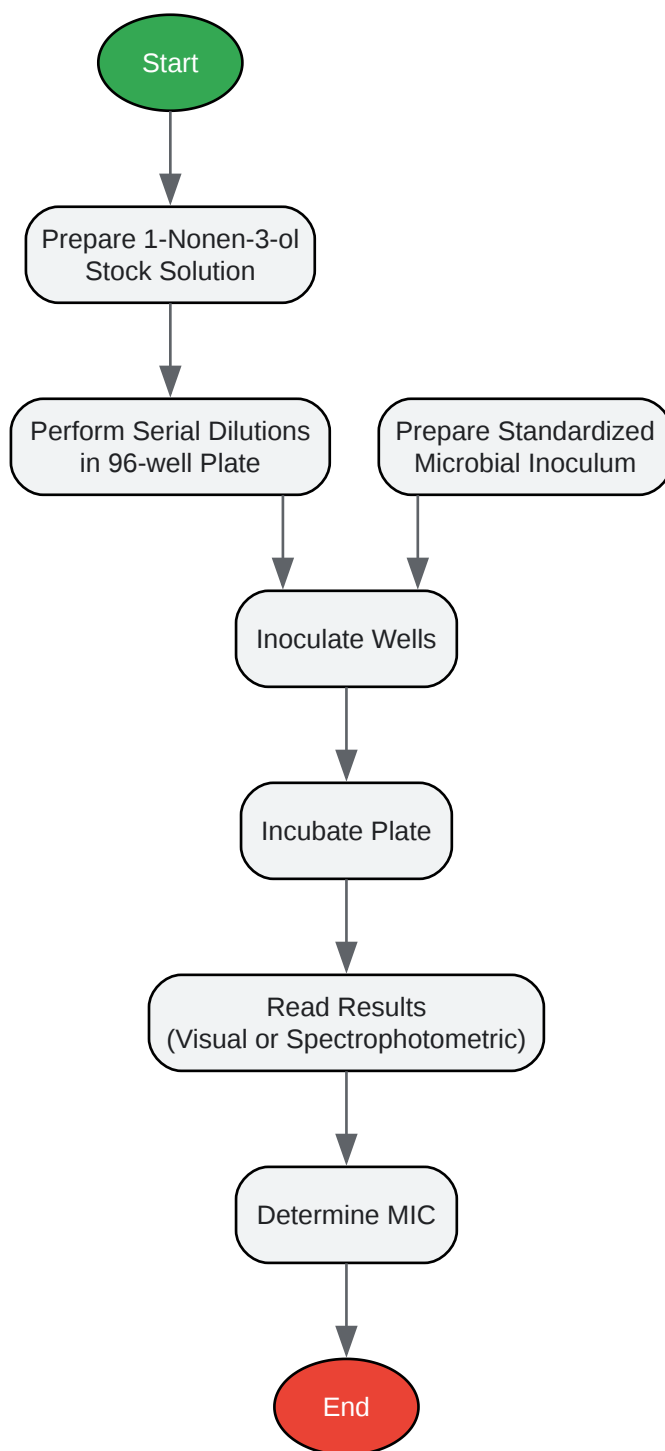 Start
Prepare 1-Nonen-3-ol
Stock Solution
Perform Serial Dilutions
in 96-well Plate
Prepare Standardized
Microbial Inoculum
Inoculate Wells
Incubate Plate
Read Results
(Visual or Spectrophotometric)
Determine MIC
End